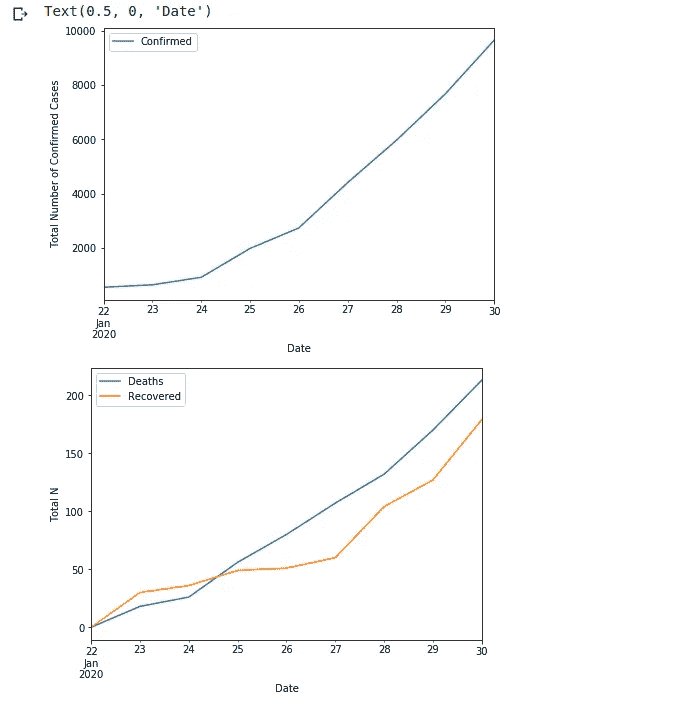 Text(0.5, 0, 'Date')
10000
8000
6000
4000
2000
Total Number of Confirmed Cases
Confirmed
22 23 24 25 26 27 28 29 30
Jan
2020
Date
200
150
100
50
0
Total N
Deaths
Recovered
22 23 24 25 26 27 28 29 30
Jan
2020
Date